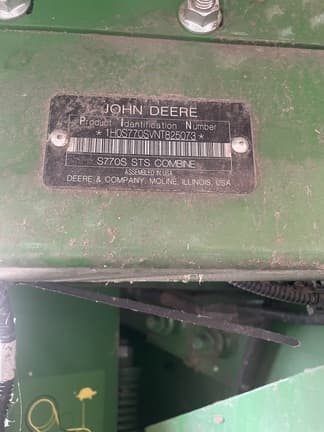 JOHN DEERE
Product Identification Number
*1H0S770SVNT825073*
S770S STS COMBINE
ASSEMBLED IN USA
DEERE & COMPANY, MOLINE, ILLINOIS, USA